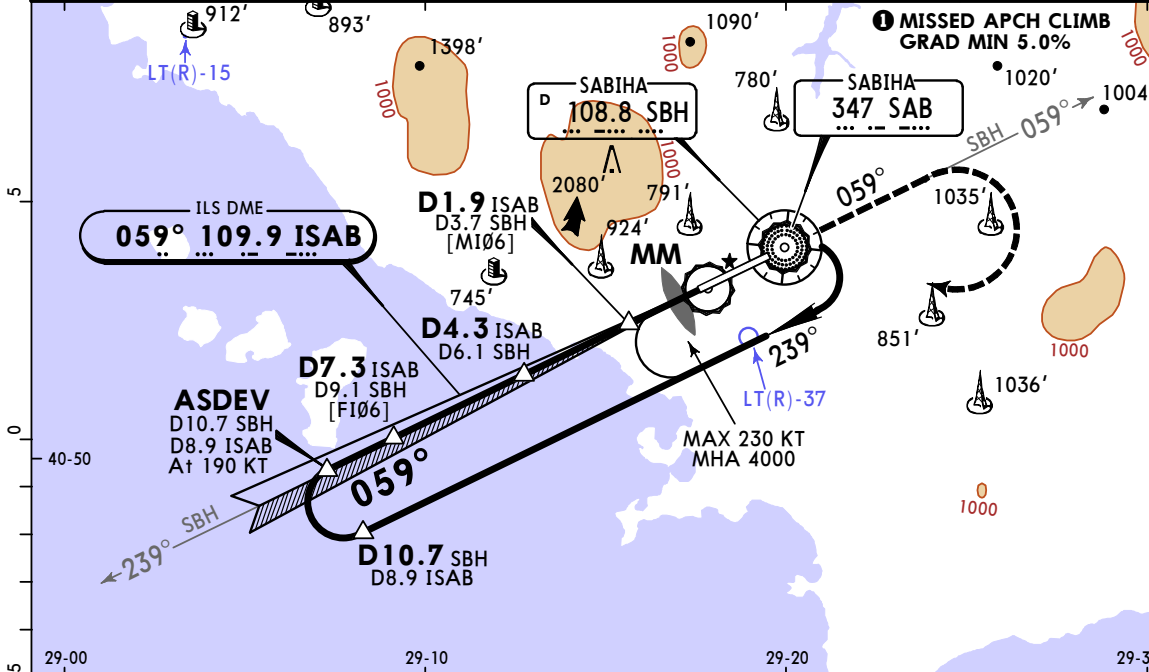 912'
893'
LT(R)-15
1398'
1000
1090'
1000
❶ MISSED APCH CLIMB
GRAD MIN 5.0%
1000
1020'
1004
780'
SABIHA
D 108.8 SBH
SABIHA
347 SAB
1000
SBH 059°
059°
1035'
2080'
791'
924'
D1.9 ISAB
D3.7 SBH
[MI06]
MM
5
ILS DME
059° 109.9 ISAB
745'
D4.3 ISAB
D6.1 SBH
D7.3 ISAB
D9.1 SBH
[FI06]
239°
851'
1000
LT(R)-37
1036'
ASDEV
D10.7 SBH
D8.9 ISAB
At 190 KT
MAX 230 KT
MHA 4000
0
40-50
059°
1000
239° SBH
D10.7 SBH
D8.9 ISAB
5
29-00
29-10
29-20
29-3